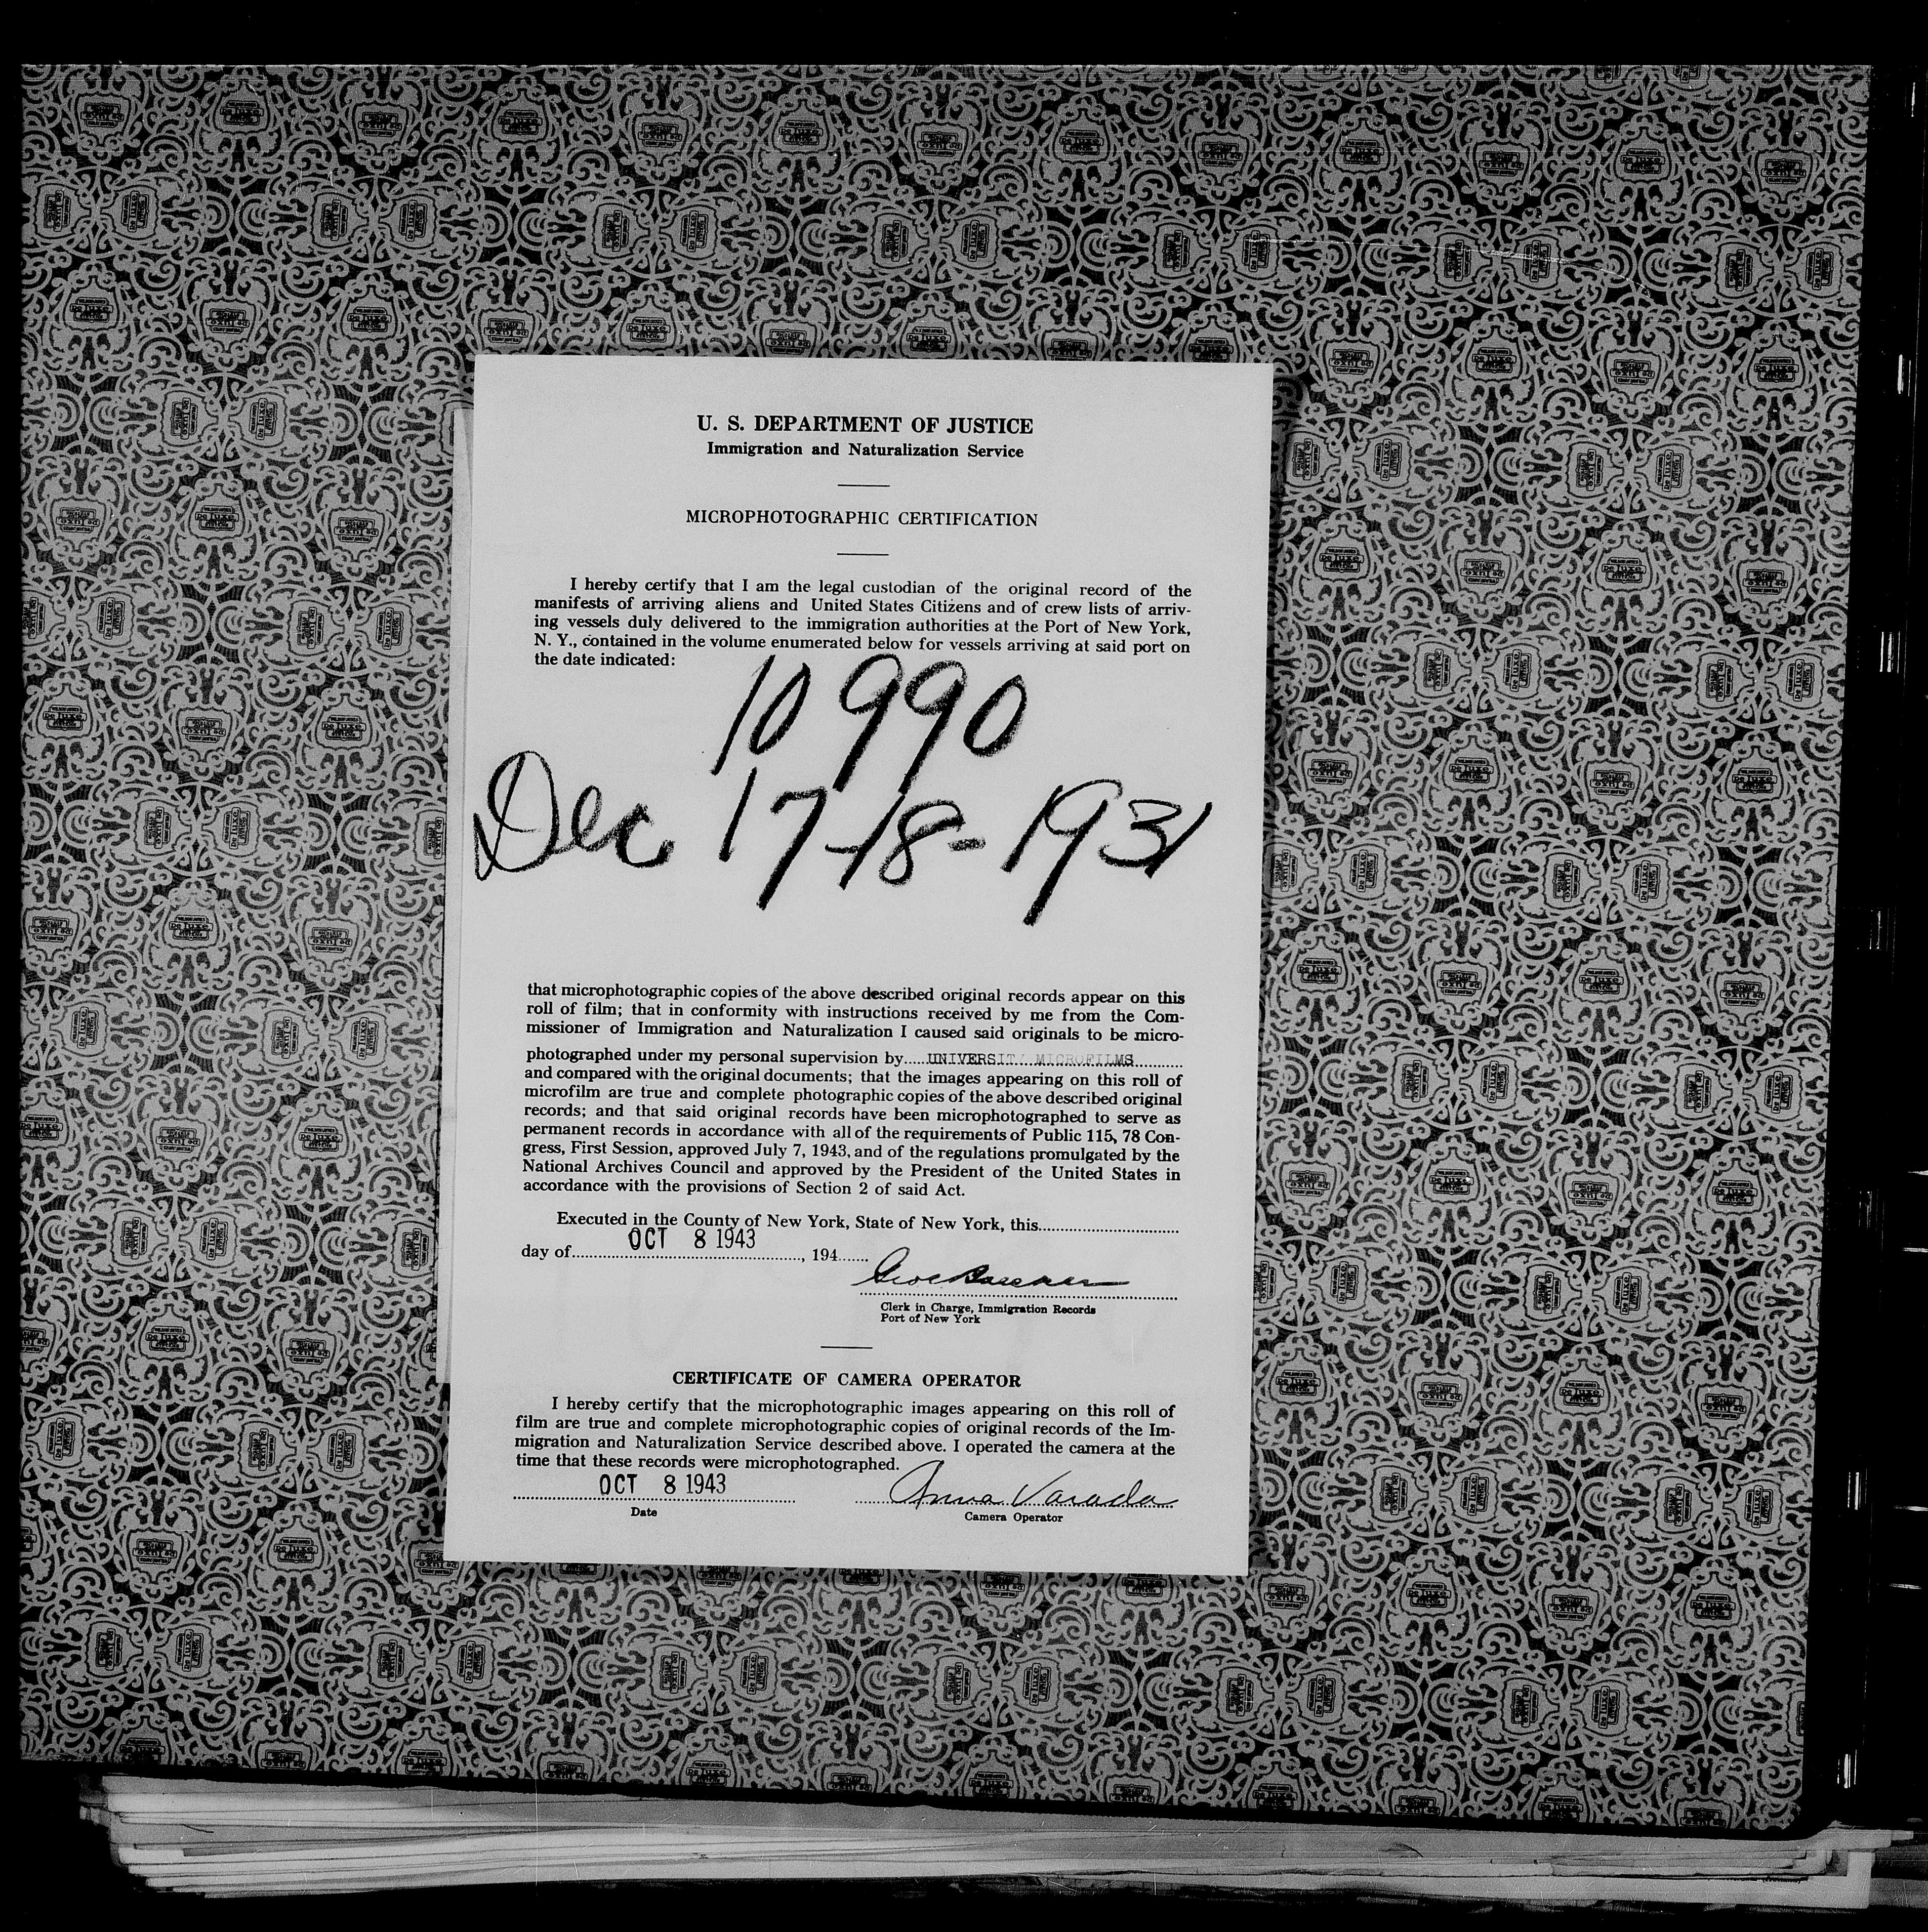 U. S. DEPARTMENT OF JUSTICE
Immigration and Naturalization Service
MICROPHOTOGRAPHIC CERTIFICATION
I hereby certify that I am the legal custodian of the original record of the
manifests of arriving aliens and United States Citizens and of crew lists of arriv-
ing vessels duly delivered to the immigration authorities at the Port of New York,
N. Y., contained in the volume enumerated below for vessels arriving at said port on
the date indicated:
10990
Dec 17-18-1931
that microphotographic copies of the above described original records appear on this
roll of film; that in conformity with instructions received by me from the Com-
missioner of Immigration and Naturalization I caused said originals to be micro-
photographed under my personal supervision by UNIVERSITY MICROFILMS
and compared with the original documents; that the images appearing on this roll of
microfilm are true and complete photographic copies of the above described original
records; and that said original records have been microphotographed to serve as
permanent records in accordance with all of the requirements of Public 115, 78 Con-
gress, First Session, approved July 7, 1943, and of the regulations promulgated by the
National Archives Council and approved by the President of the United States in
accordance with the provisions of Section 2 of said Act.
Executed in the County of New York, State of New York, this
day of OCT 8 1943, 194
Clerk in Charge, Immigration Records
Port of New York
CERTIFICATE OF CAMERA OPERATOR
I hereby certify that the microphotographic images appearing on this roll of
film are true and complete microphotographic copies of original records of the Im-
migration and Naturalization Service described above. I operated the camera at the
time that these records were microphotographed.
OCT 8 1943 Anna Varada
Date Camera Operator